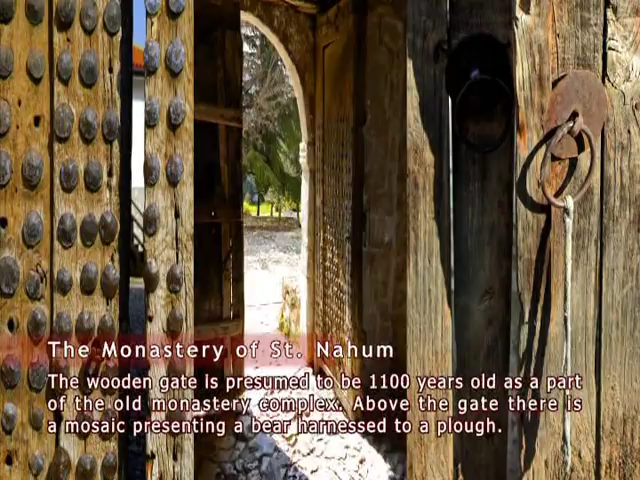 The Monastery of St. Nahum
The wooden gate is presumed to be 1100 years old as a part
of the old monastery complex. Above the gate there is
a mosaic presenting a bear harnessed to a plough.